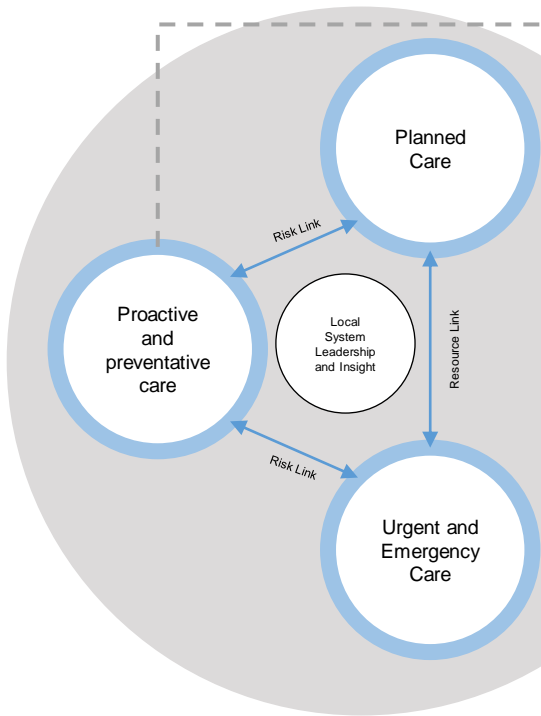 Planned
Care
Risk Link
Proactive
and
preventative
care
Local
System
Leadership
and Insight
Resource Link
Risk Link
Urgent and
Emergency
Care